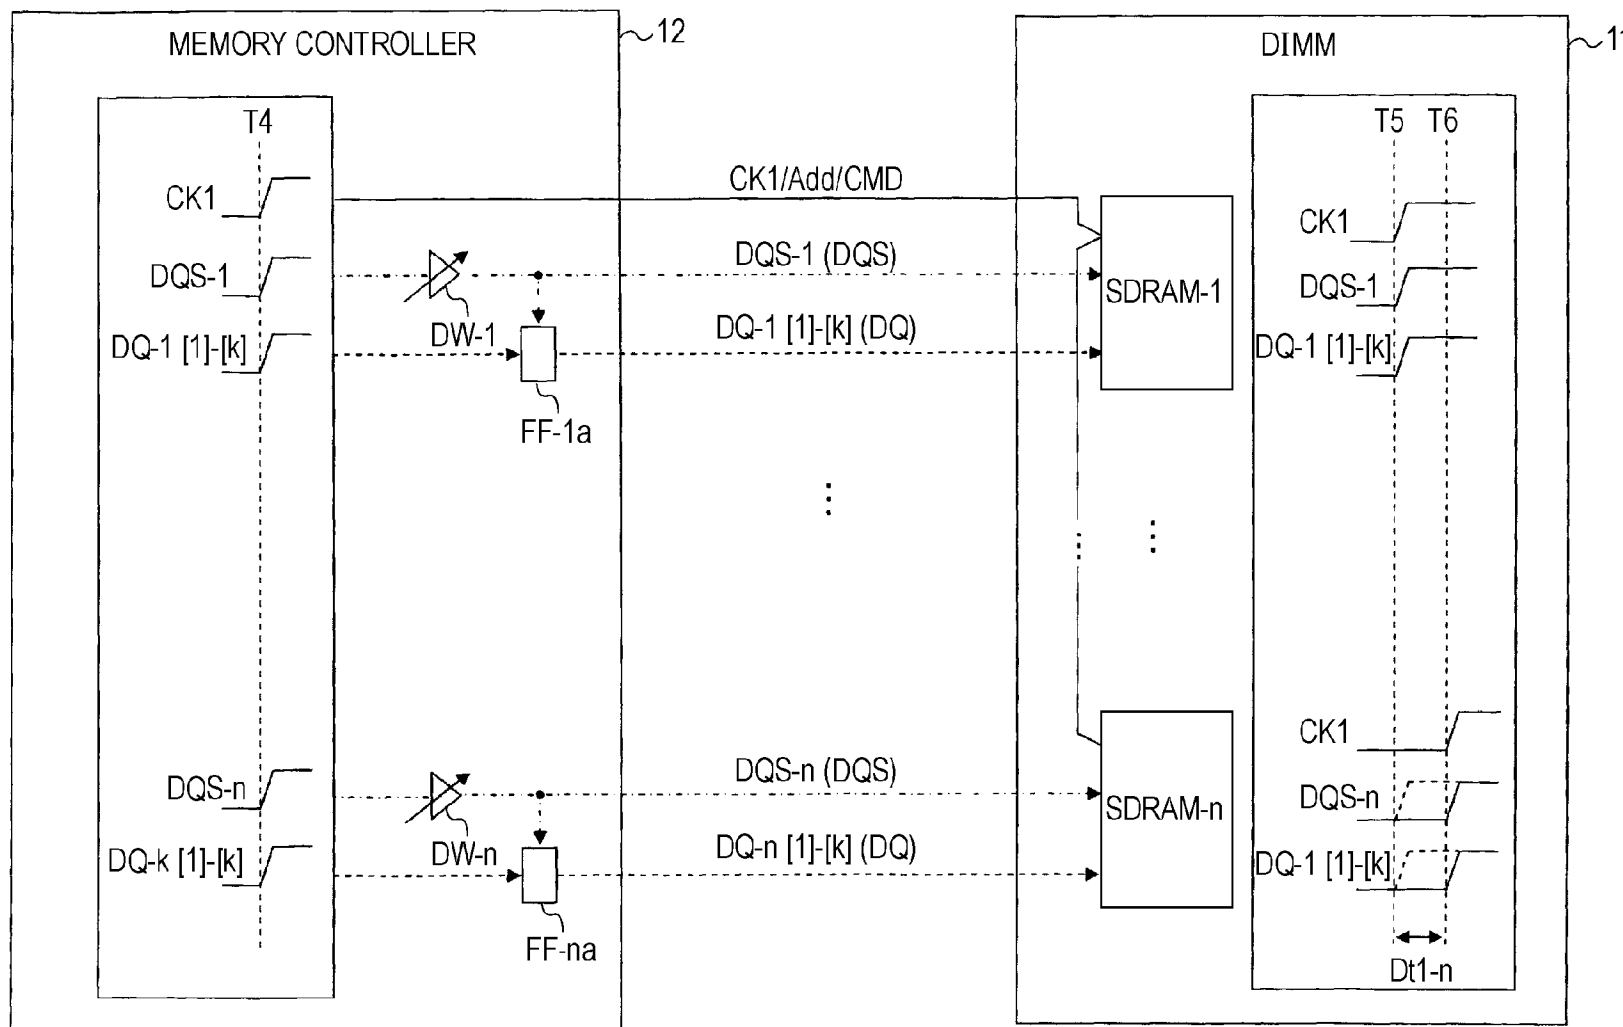 MEMORY CONTROLLER
12
DIMM
T4
CK1
DQS-1
DQ-1 [1]-[k]
DW-1
FF-1a
CK1/Add/CMD
DQS-1 (DQS)
DQ-1 [1]-[k] (DQ)
SDRAM-1
T5 T6
CK1
DQS-1
DQ-1 [1]-[k]
DQS-n
DQ-k [1]-[k]
DW-n
FF-na
DQS-n (DQS)
DQ-n [1]-[k] (DQ)
SDRAM-n
CK1
DQS-n
DQ-1 [1]-[k]
Dt1-n